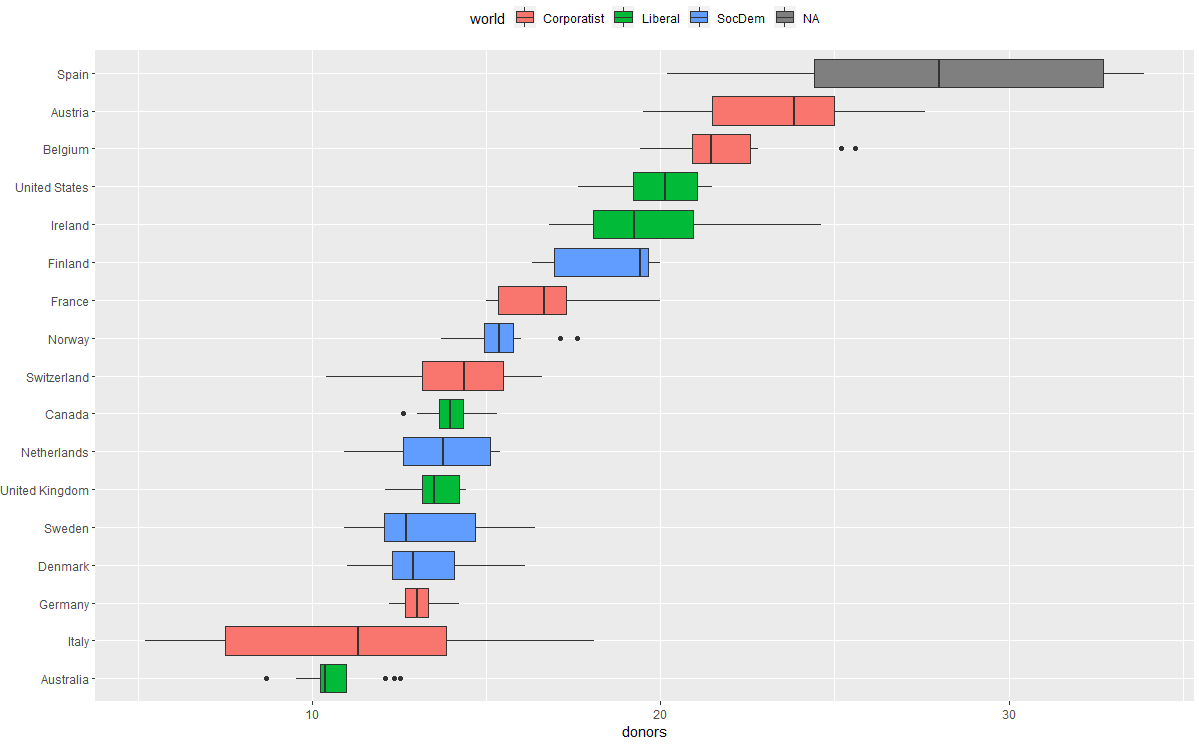 world Corporatist Liberal SocDem NA
Spain
Austria
Belgium
United States
Ireland
Finland
France
Norway
Switzerland
Canada
Netherlands
United Kingdom
Sweden
Denmark
Germany
Italy
Australia
10 20 30
donors